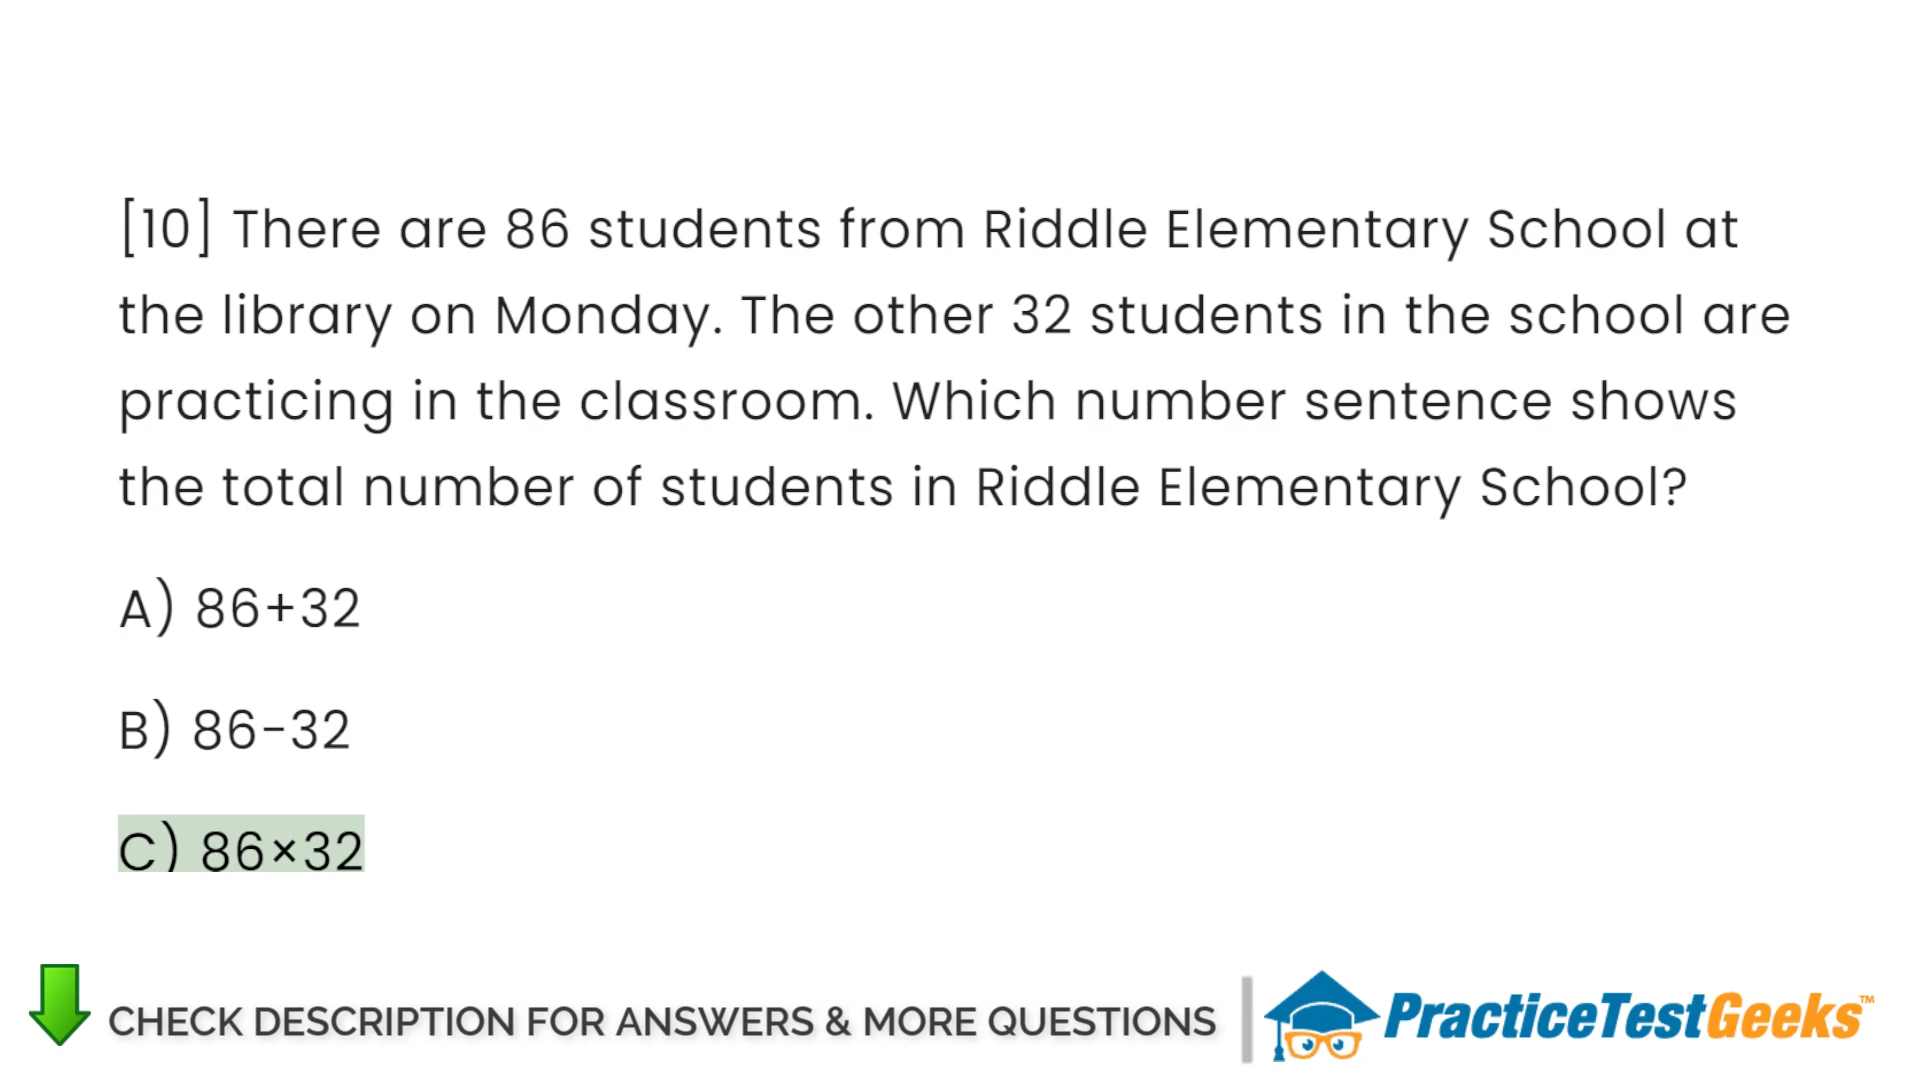 [10] There are 86 students from Riddle Elementary School at
the library on Monday. The other 32 students in the school are
practicing in the classroom. Which number sentence shows
the total number of students in Riddle Elementary School?
A) 86+32
B) 86-32
C) 86×32
CHECK DESCRIPTION FOR ANSWERS & MORE QUESTIONS
PracticeTestGeeks™